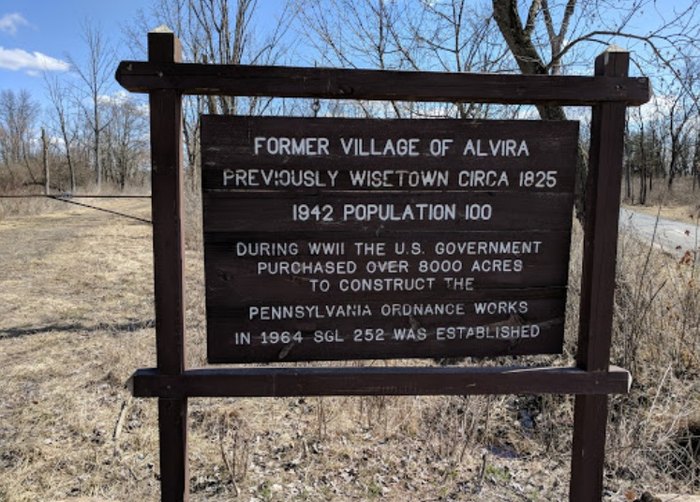 FORMER VILLAGE OF ALVIRA
PREVIOUSLY WISETOWN CIRCA 1825
1942 POPULATION 100
DURING WWII THE U.S. GOVERNMENT
PURCHASED OVER 8000 ACRES
TO CONSTRUCT THE
PENNSYLVANIA ORDNANCE WORKS
IN 1964 SGL 252 WAS ESTABLISHED